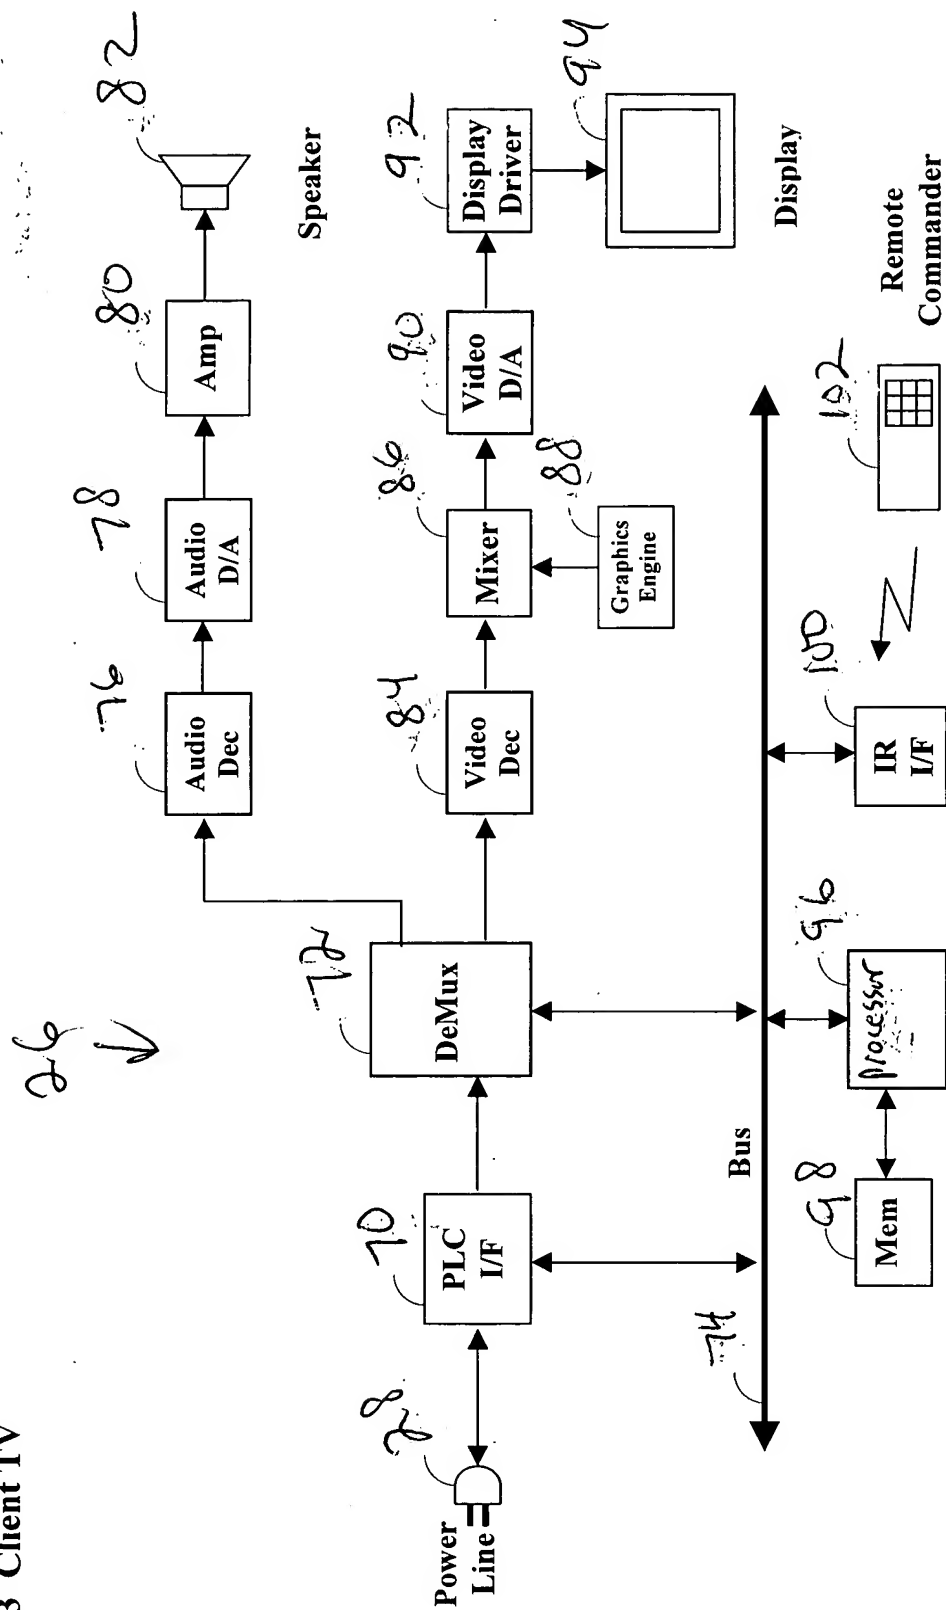 3 Client TV
26
Power
Line
28
PLC
I/F
70
DeMux
72
Audio
Dec
76
Audio
D/A
78
Amp
80
Speaker
82
Video
Dec
84
Mixer
86
Graphics
Engine
88
Video
D/A
90
Display
Driver
92
Display
94
Bus
74
Mem
98
processor
96
IR
I/F
100
Remote
Commander
102